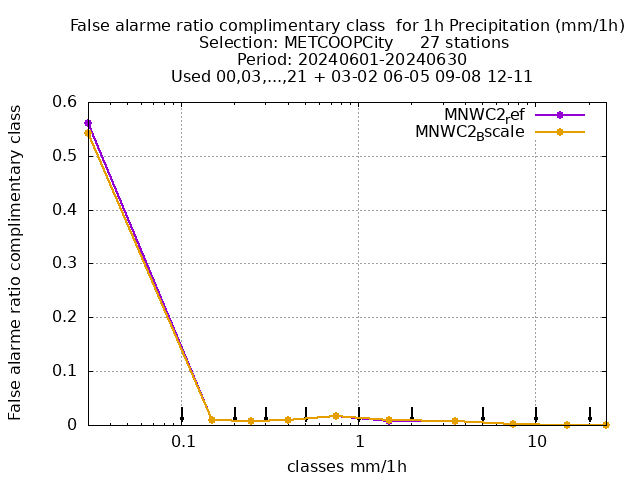 False alarme ratio complimentary class  for 1h Precipitation (mm/1h)
Selection: METCOOPCity     27 stations
Period: 20240601-20240630
Used 00,03,...,21 + 03-02 06-05 09-08 12-11
False alarme ratio complimentary class
0.6
0.5
0.4
0.3
0.2
0.1
0
MNWC2ref
MNWC2Bscale
0.1
1
10
classes mm/1h